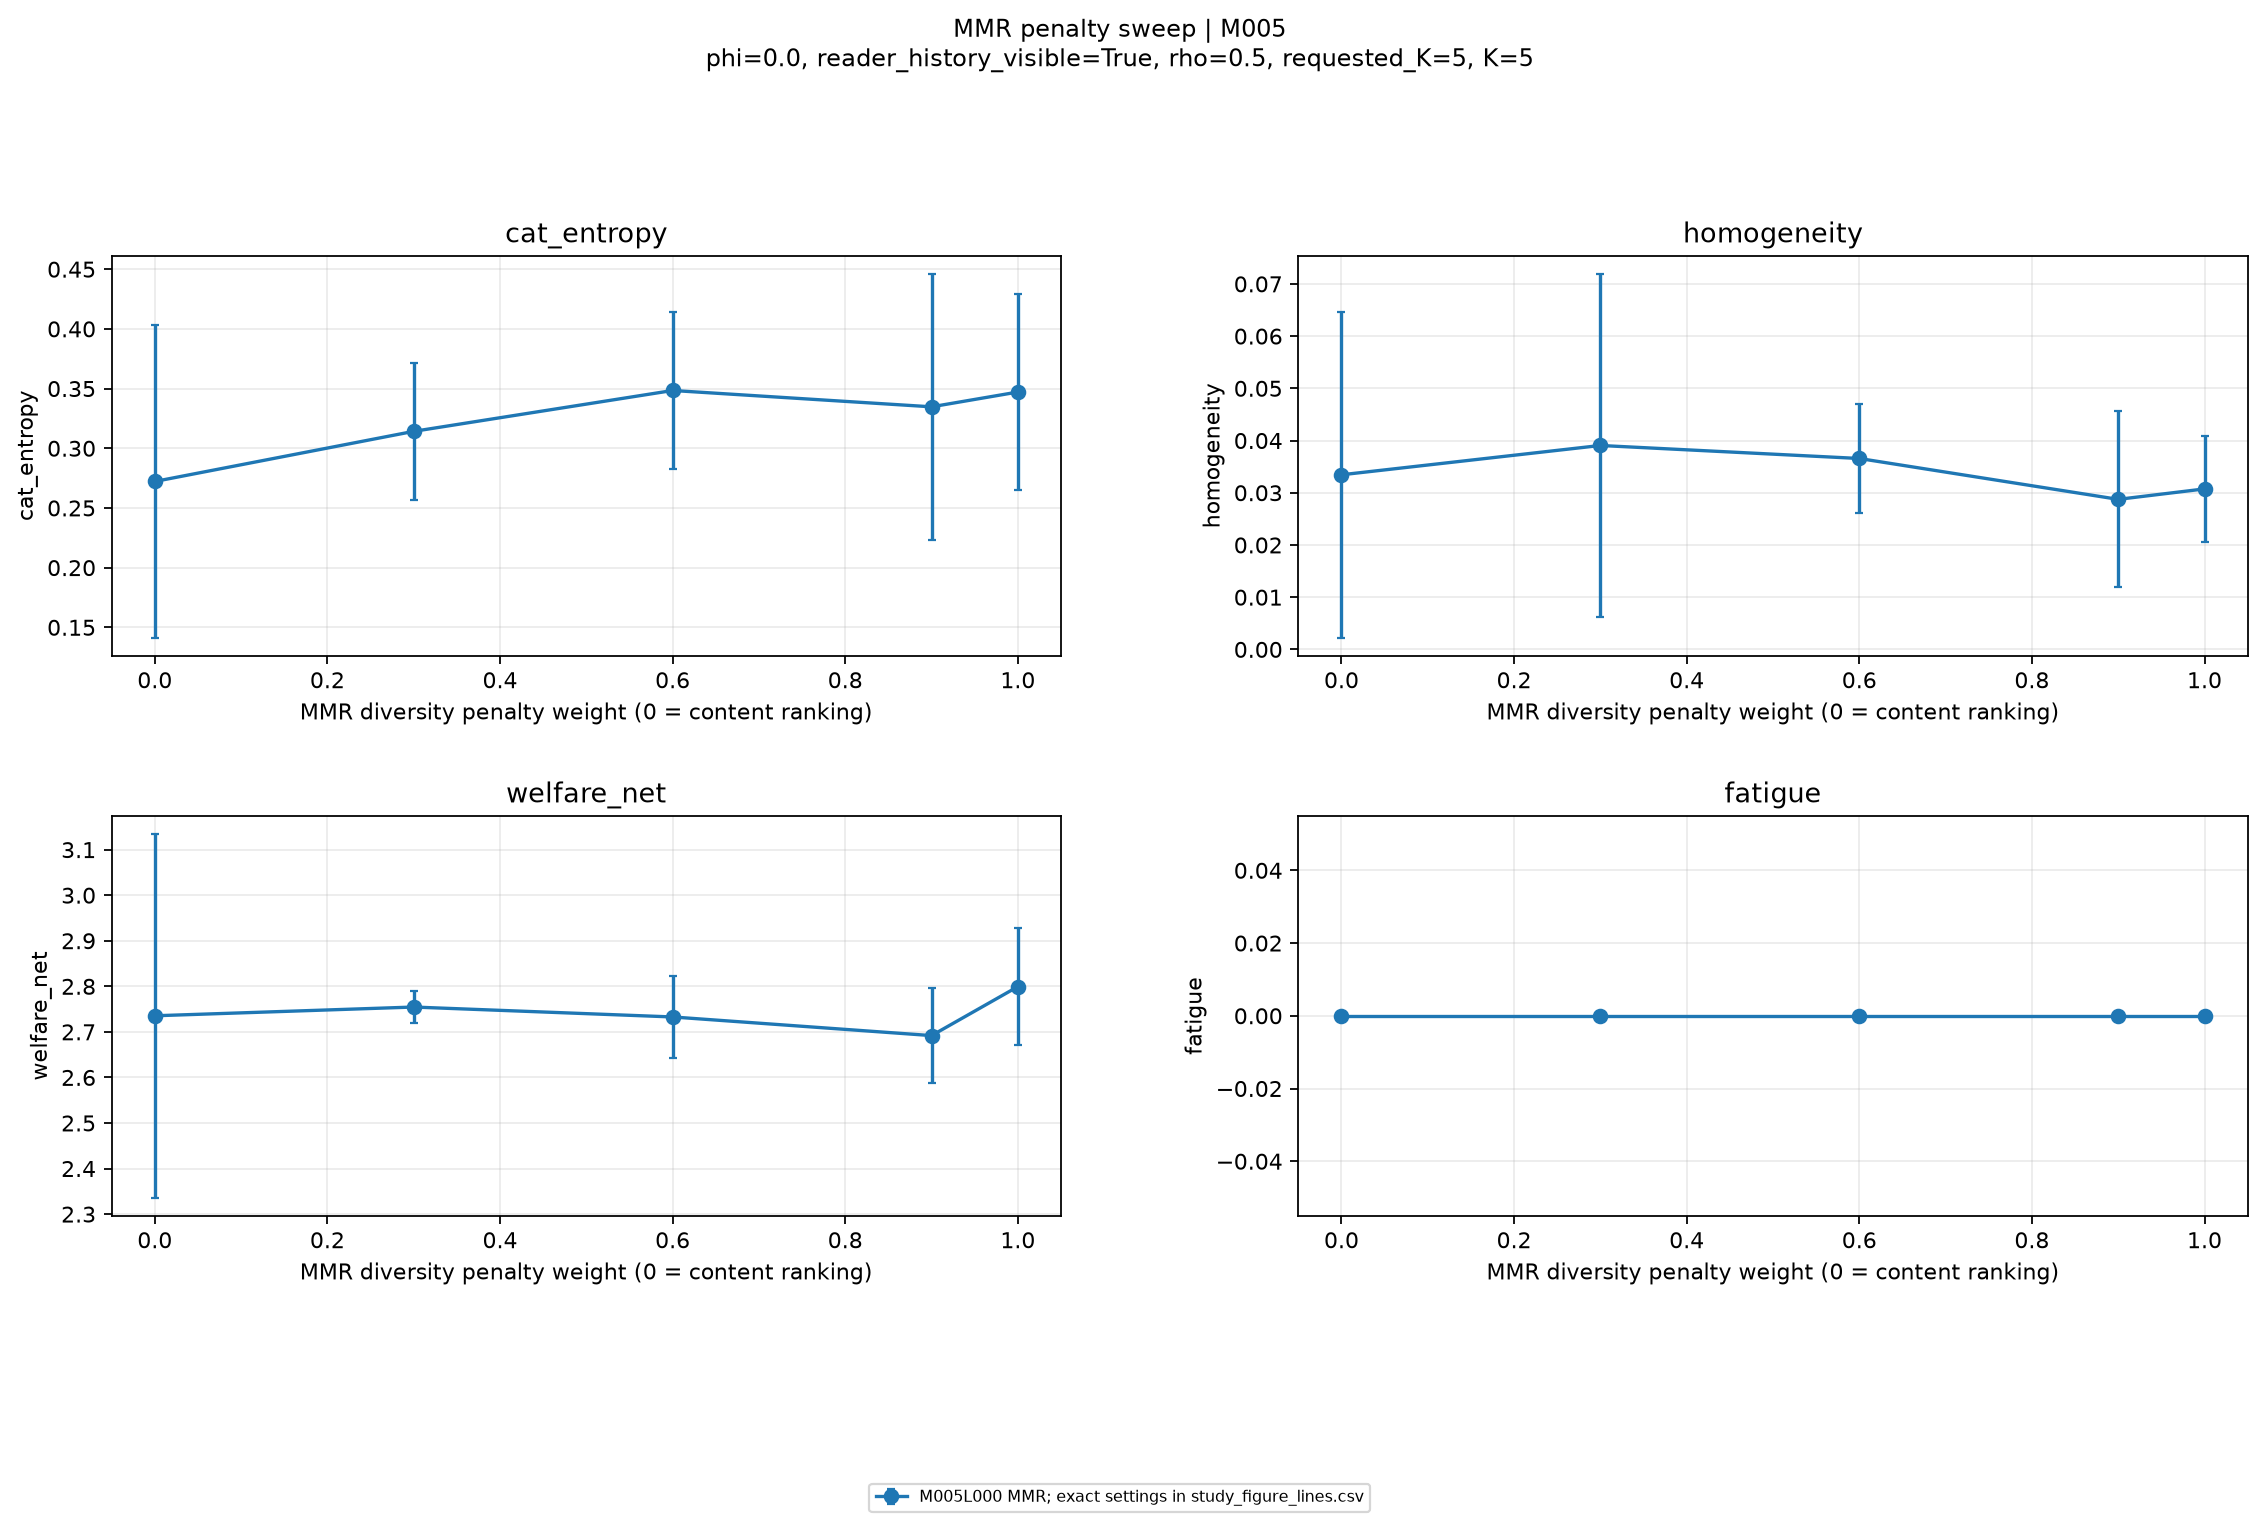 MMR penalty sweep | M005
phi=0.0, reader_history_visible=True, rho=0.5, requested_K=5, K=5
cat_entropy
cat_entropy
0.45
0.40
0.35
0.30
0.25
0.20
0.15
0.0 0.2 0.4 0.6 0.8 1.0
MMR diversity penalty weight (0 = content ranking)
homogeneity
homogeneity
0.07
0.06
0.05
0.04
0.03
0.02
0.01
0.00
0.0 0.2 0.4 0.6 0.8 1.0
MMR diversity penalty weight (0 = content ranking)
welfare_net
welfare_net
3.1
3.0
2.9
2.8
2.7
2.6
2.5
2.4
2.3
0.0 0.2 0.4 0.6 0.8 1.0
MMR diversity penalty weight (0 = content ranking)
fatigue
fatigue
0.04
0.02
0.00
−0.02
−0.04
0.0 0.2 0.4 0.6 0.8 1.0
MMR diversity penalty weight (0 = content ranking)
M005L000 MMR; exact settings in study_figure_lines.csv